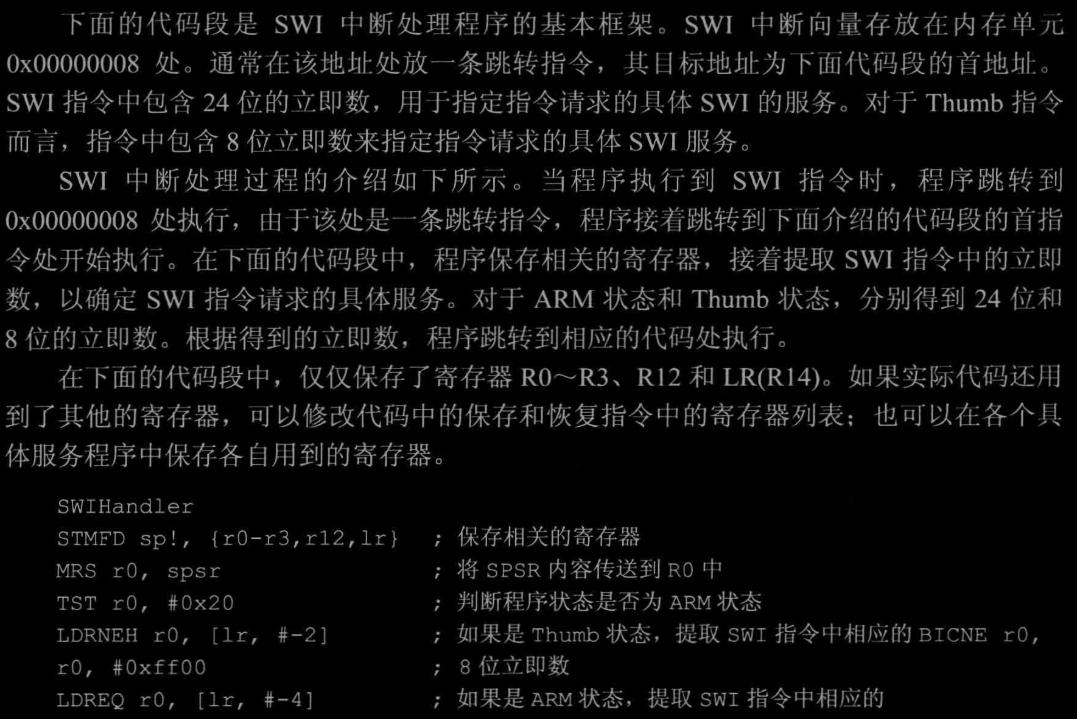 下面的代码段是 SWI 中断处理程序的基本框架。SWI 中断向量存放在内存单元
0x00000008 处。通常在该地址处放一条跳转指令，其目标地址为下面代码段的首地址。
SWI 指令中包含 24 位的立即数，用于指定指令请求的具体 SWI 的服务。对于 Thumb 指令
而言，指令中包含 8 位立即数来指定指令请求的具体 SWI 服务。
SWI 中断处理过程的介绍如下所示。当程序执行到 SWI 指令时，程序跳转到
0x00000008 处执行，由于该处是一条跳转指令，程序接着跳转到下面介绍的代码段的首指
令处开始执行。在下面的代码段中，程序保存相关的寄存器，接着提取 SWI 指令中的立即
数，以确定 SWI 指令请求的具体服务。对于 ARM 状态和 Thumb 状态，分别得到 24 位和
8 位的立即数。根据得到的立即数，程序跳转到相应的代码处执行。
在下面的代码段中，仅仅保存了寄存器 R0～R3、R12 和 LR(R14)。如果实际代码还用
到了其他的寄存器，可以修改代码中的保存和恢复指令中的寄存器列表；也可以在各个具
体服务程序中保存各自用到的寄存器。
SWIHandler
STMFD sp!, {r0-r3,r12,lr} ; 保存相关的寄存器
MRS r0, spsr ; 将 SPSR 内容传送到 R0 中
TST r0, #0x20 ; 判断程序状态是否为 ARM 状态
LDRNEH r0, [lr, #-2] ; 如果是 Thumb 状态，提取 SWI 指令中相应的 BICNE r0,
r0, #0xff00 ; 8 位立即数
LDREQ r0, [lr, #-4] ; 如果是 ARM 状态，提取 SWI 指令中相应的